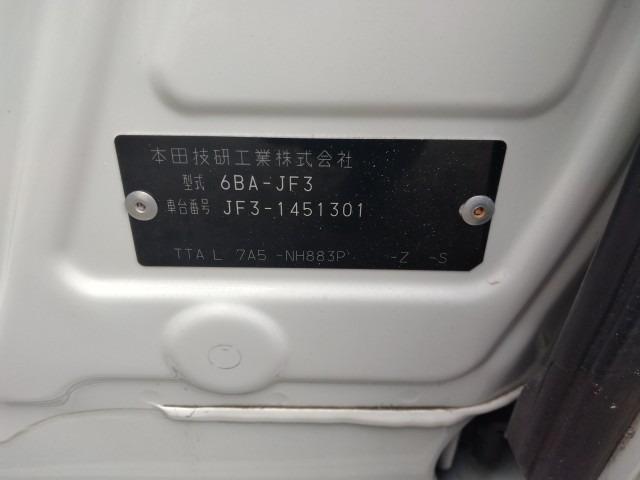 本田技研工業株式会社
型式 6BA-JF3
車台番号 JF3-1451301
TTA L 7A5 -NH883P -Z -S